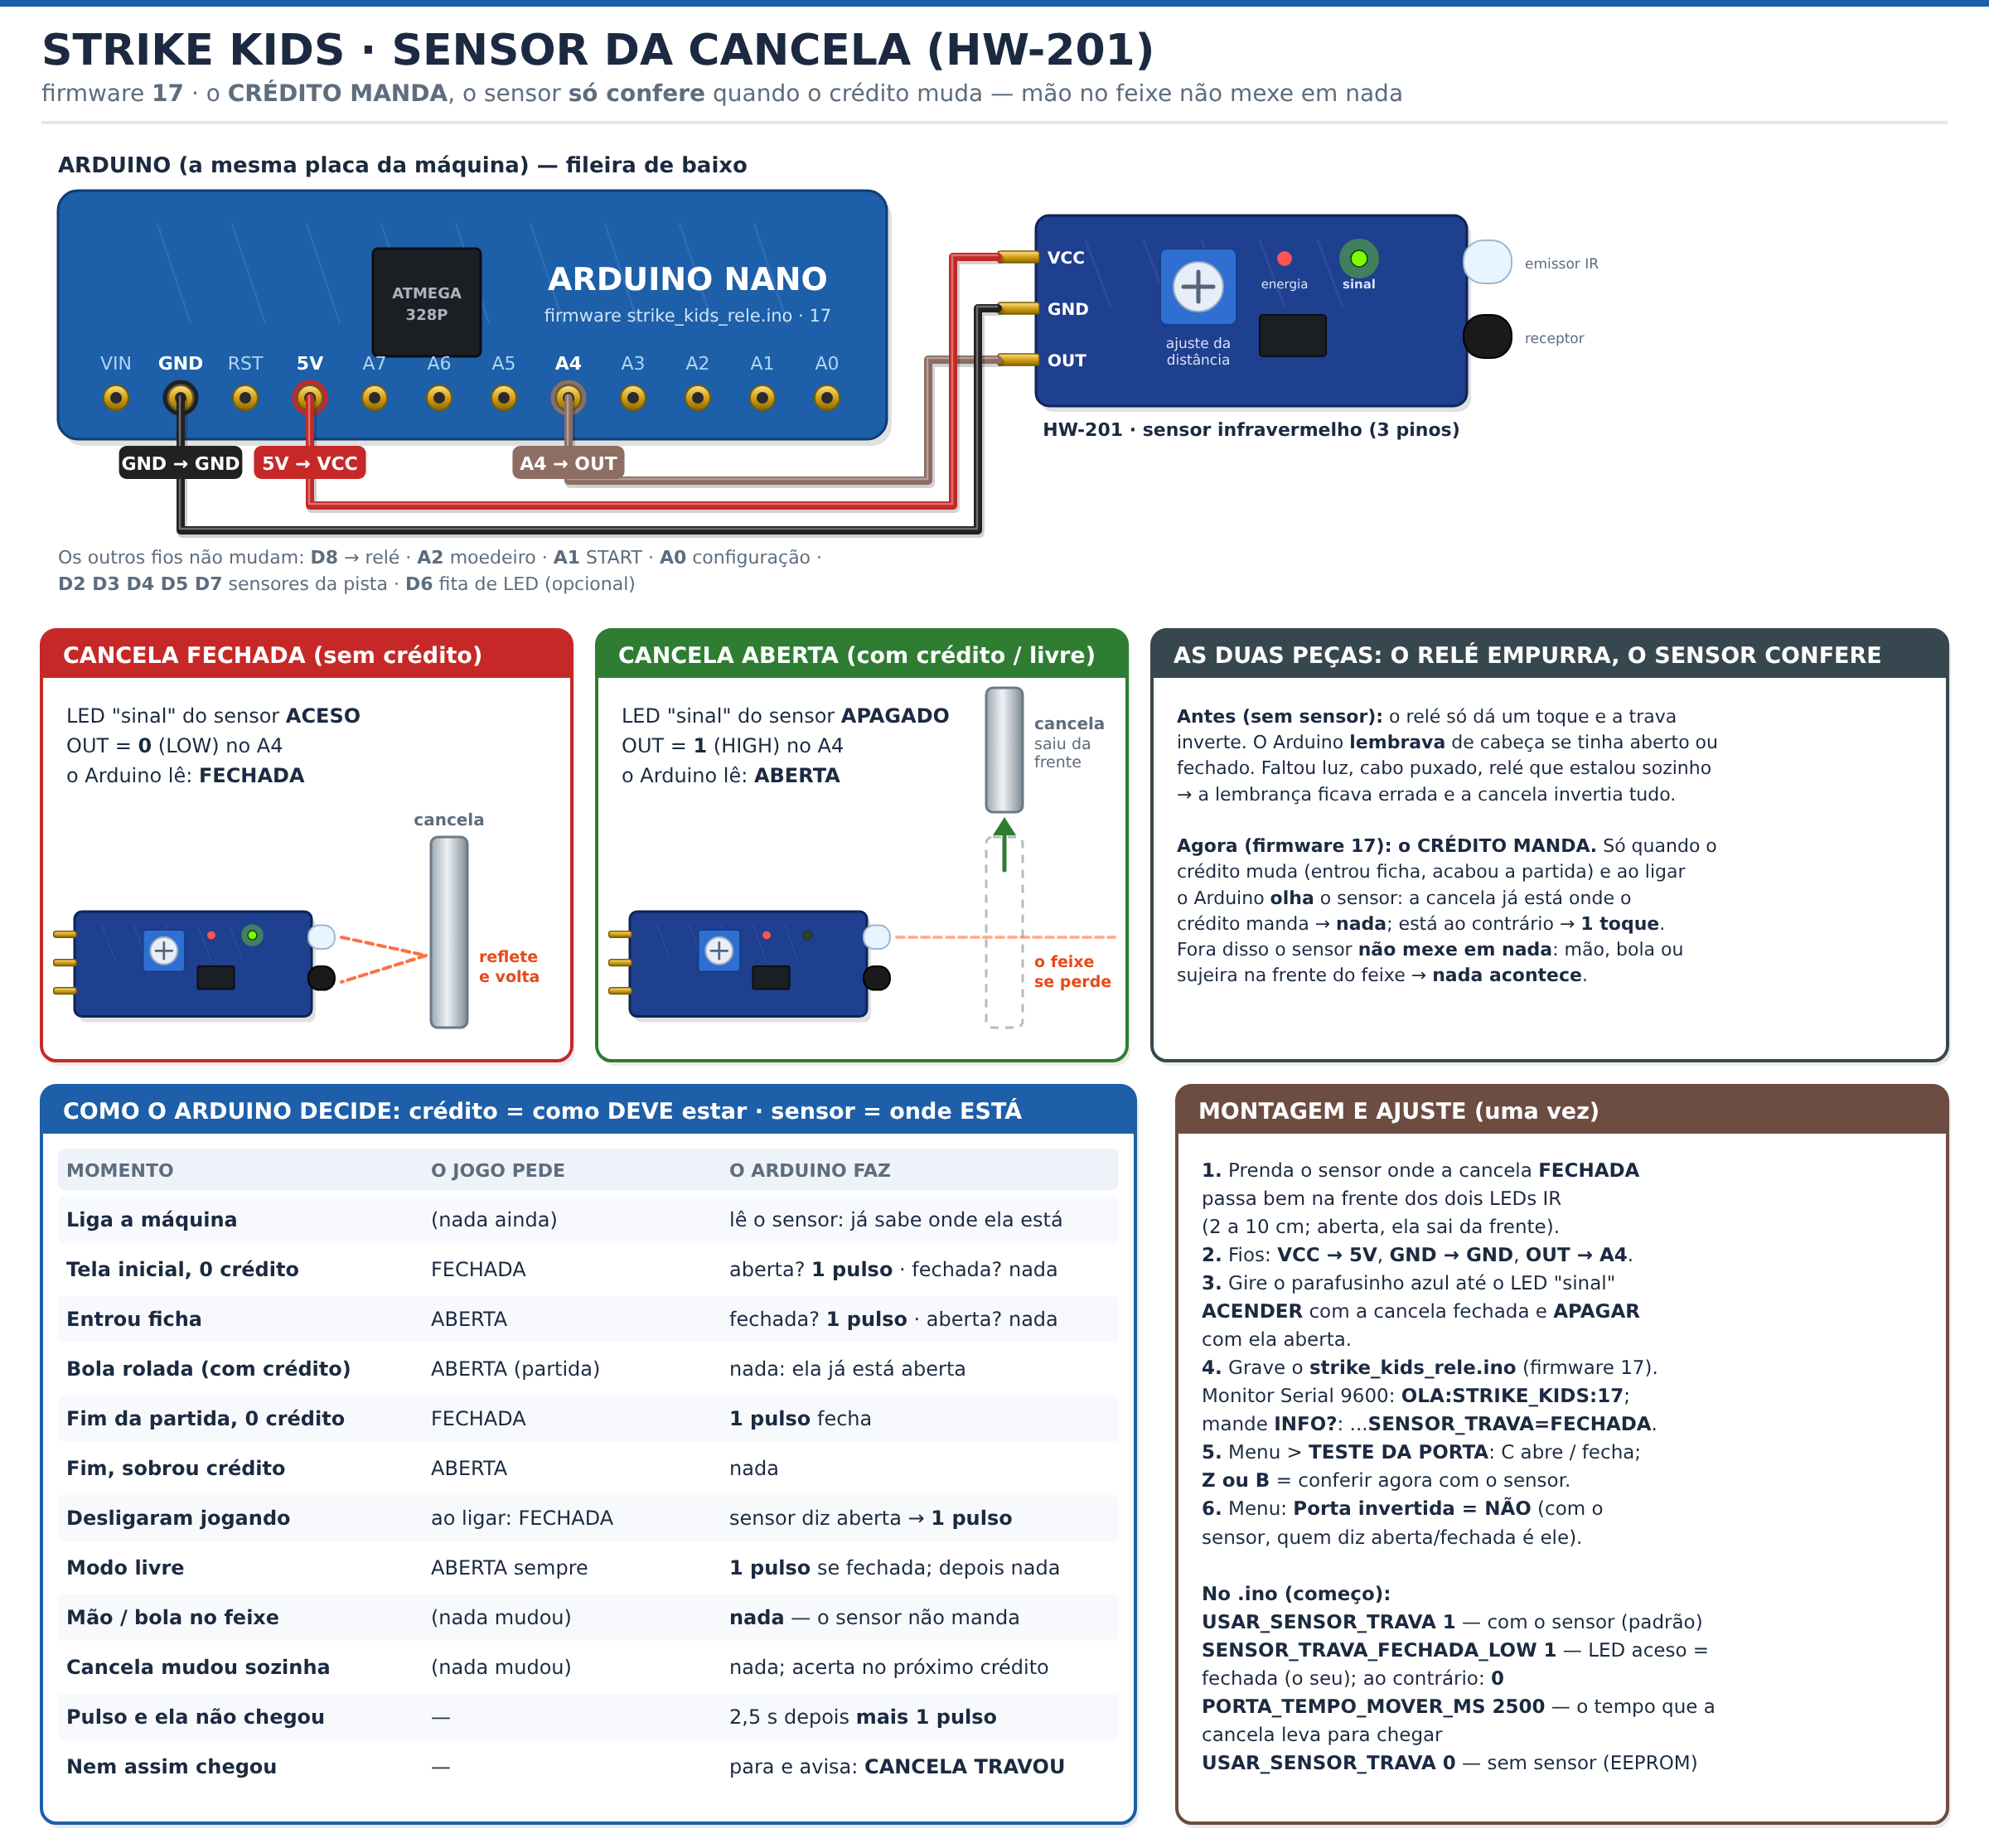 STRIKE KIDS · SENSOR DA CANCELA (HW-201)
firmware 17 · o CRÉDITO MANDA, o sensor só confere quando o crédito muda — mão no feixe não mexe em nada
ARDUINO (a mesma placa da máquina) — fileira de baixo
ATMEGA
328P
ARDUINO NANO
firmware strike_kids_rele.ino · 17
VIN GND RST 5V A7 A6 A5 A4 A3 A2 A1 A0
GND → GND 5V → VCC A4 → OUT
VCC
GND
OUT
ajuste da
distância
energia
sinal
emissor IR
receptor
HW-201 · sensor infravermelho (3 pinos)
Os outros fios não mudam: D8 → relé · A2 moedeiro · A1 START · A0 configuração ·
D2 D3 D4 D5 D7 sensores da pista · D6 fita de LED (opcional)
CANCELA FECHADA (sem crédito)
LED "sinal" do sensor ACESO
OUT = 0 (LOW) no A4
o Arduino lê: FECHADA
cancela
reflete
e volta
CANCELA ABERTA (com crédito / livre)
LED "sinal" do sensor APAGADO
OUT = 1 (HIGH) no A4
o Arduino lê: ABERTA
cancela
saiu da
frente
o feixe
se perde
AS DUAS PEÇAS: O RELÉ EMPURRA, O SENSOR CONFERE
Antes (sem sensor): o relé só dá um toque e a trava
inverte. O Arduino lembrava de cabeça se tinha aberto ou
fechado. Faltou luz, cabo puxado, relé que estalou sozinho
→ a lembrança ficava errada e a cancela invertia tudo.
Agora (firmware 17): o CRÉDITO MANDA. Só quando o
crédito muda (entrou ficha, acabou a partida) e ao ligar
o Arduino olha o sensor: a cancela já está onde o
crédito manda → nada; está ao contrário → 1 toque.
Fora disso o sensor não mexe em nada: mão, bola ou
sujeira na frente do feixe → nada acontece.
COMO O ARDUINO DECIDE: crédito = como DEVE estar · sensor = onde ESTÁ
MOMENTO O JOGO PEDE O ARDUINO FAZ
Liga a máquina (nada ainda) lê o sensor: já sabe onde ela está
Tela inicial, 0 crédito FECHADA aberta? 1 pulso · fechada? nada
Entrou ficha ABERTA fechada? 1 pulso · aberta? nada
Bola rolada (com crédito) ABERTA (partida) nada: ela já está aberta
Fim da partida, 0 crédito FECHADA 1 pulso fecha
Fim, sobrou crédito ABERTA nada
Desligaram jogando ao ligar: FECHADA sensor diz aberta → 1 pulso
Modo livre ABERTA sempre 1 pulso se fechada; depois nada
Mão / bola no feixe (nada mudou) nada — o sensor não manda
Cancela mudou sozinha (nada mudou) nada; acerta no próximo crédito
Pulso e ela não chegou — 2,5 s depois mais 1 pulso
Nem assim chegou — para e avisa: CANCELA TRAVOU
MONTAGEM E AJUSTE (uma vez)
1. Prenda o sensor onde a cancela FECHADA
passa bem na frente dos dois LEDs IR
(2 a 10 cm; aberta, ela sai da frente).
2. Fios: VCC → 5V, GND → GND, OUT → A4.
3. Gire o parafusinho azul até o LED "sinal"
ACENDER com a cancela fechada e APAGAR
com ela aberta.
4. Grave o strike_kids_rele.ino (firmware 17).
Monitor Serial 9600: OLA:STRIKE_KIDS:17;
mande INFO?: ...SENSOR_TRAVA=FECHADA.
5. Menu > TESTE DA PORTA: C abre / fecha;
Z ou B = conferir agora com o sensor.
6. Menu: Porta invertida = NÃO (com o
sensor, quem diz aberta/fechada é ele).
No .ino (começo):
USAR_SENSOR_TRAVA 1 — com o sensor (padrão)
SENSOR_TRAVA_FECHADA_LOW 1 — LED aceso =
fechada (o seu); ao contrário: 0
PORTA_TEMPO_MOVER_MS 2500 — o tempo que a
cancela leva para chegar
USAR_SENSOR_TRAVA 0 — sem sensor (EEPROM)